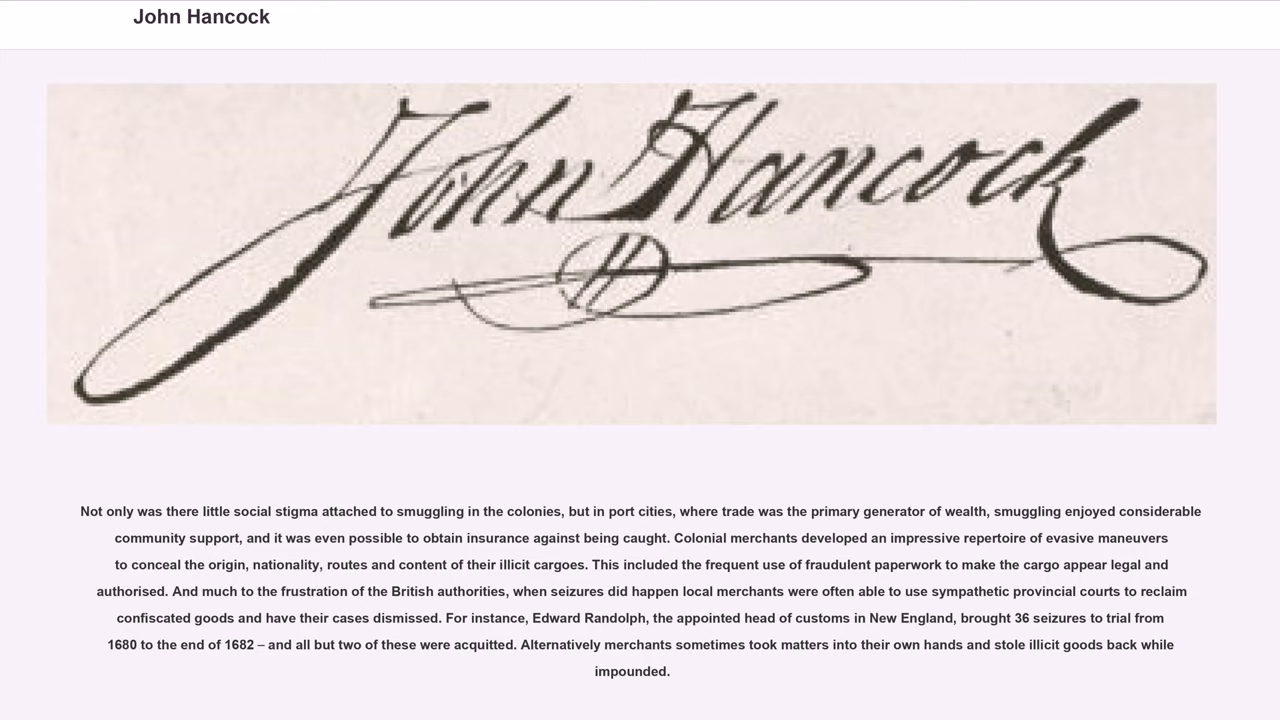 John Hancock
John Hancock
Not only was there little social stigma attached to smuggling in the colonies, but in port cities, where trade was the primary generator of wealth, smuggling enjoyed considerable
community support, and it was even possible to obtain insurance against being caught. Colonial merchants developed an impressive repertoire of evasive maneuvers
to conceal the origin, nationality, routes and content of their illicit cargoes. This included the frequent use of fraudulent paperwork to make the cargo appear legal and
authorised. And much to the frustration of the British authorities, when seizures did happen local merchants were often able to use sympathetic provincial courts to reclaim
confiscated goods and have their cases dismissed. For instance, Edward Randolph, the appointed head of customs in New England, brought 36 seizures to trial from
1680 to the end of 1682 – and all but two of these were acquitted. Alternatively merchants sometimes took matters into their own hands and stole illicit goods back while
impounded.